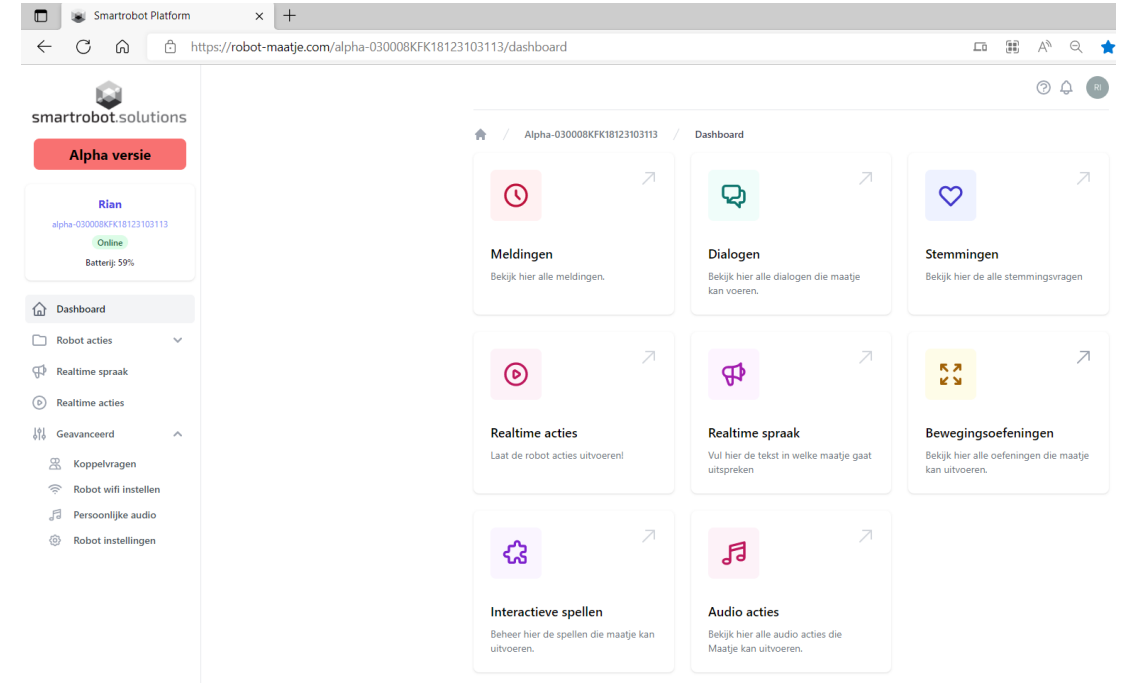 Smartrobot Platform
https://robot-maatje.com/alpha-030008KFK18123103113/dashboard
smartrobot.solutions
Alpha versie
Rian
alpha-030008KFK18123103113
Online
Batterij: 59%
Dashboard
Robot acties
Realtime spraak
Realtime acties
Geavanceerd
Koppelvragen
Robot wifi instellen
Persoonlijke audio
Robot instellingen
RI
/ Alpha-030008KFK18123103113 / Dashboard
Meldingen
Bekijk hier alle meldingen.
Dialogen
Bekijk hier alle dialogen die maatje
kan voeren.
Stemmingen
Bekijk hier de alle stemmingsvragen
Realtime acties
Laat de robot acties uitvoeren!
Realtime spraak
Vul hier de tekst in welke maatje gaat
uitspreken
Bewegingsoefeningen
Bekijk hier alle oefeningen die maatje
kan uitvoeren.
Interactieve spellen
Beheer hier de spellen die maatje kan
uitvoeren.
Audio acties
Bekijk hier alle audio acties die
Maatje kan uitvoeren.